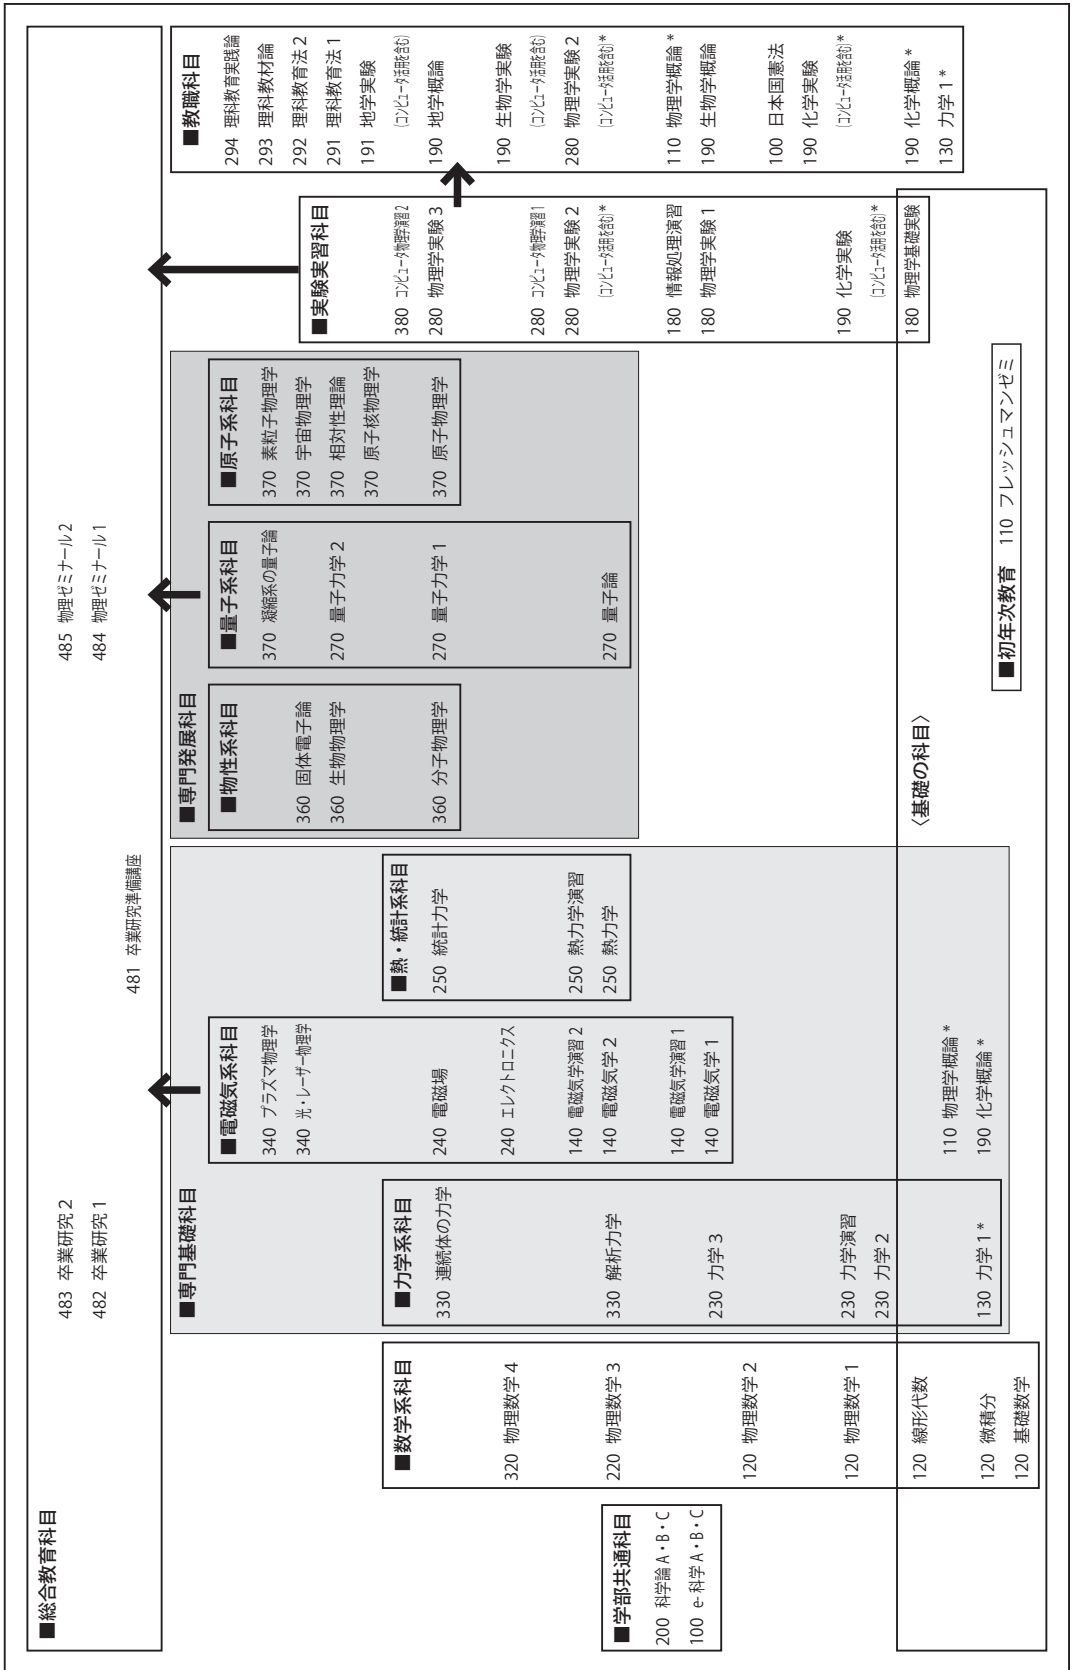 ■総合教育科目
483 卒業研究 2
482 卒業研究 1
481 卒業研究準備講座
485 物理ゼミナール 2
484 物理ゼミナール 1
■学部共通科目
200 科学論 A・B・C
100 e-科学 A・B・C
■数学系科目
320 物理数学 4
220 物理数学 3
120 物理数学 2
120 物理数学 1
120 線形代数
120 微積分
120 基礎数学
■専門基礎科目
■力学系科目
330 連続体の力学
330 解析力学
230 力学 3
230 力学演習
230 力学 2
130 力学 1*
■電磁気系科目
340 プラズマ物理学
340 光・レーザー物理学
240 電磁場
240 エレクトロニクス
140 電磁気学演習 2
140 電磁気学 2
140 電磁気学演習 1
140 電磁気学 1
110 物理学概論*
190 化学概論*
■熱・統計系科目
250 統計力学
250 熱力学演習
250 熱力学
■専門発展科目
■物性系科目
360 固体電子論
360 生物物理学
360 分子物理学
■量子系科目
370 凝縮系の量子論
270 量子力学 2
270 量子力学 1
270 量子論
■原子系科目
370 素粒子物理学
370 宇宙物理学
370 相対性理論
370 原子核物理学
370 原子物理学
〈基礎の科目〉
■初年次教育 110 フレッシュマンゼミ
■実験実習科目
380 コンピュータ物理学演習 2
280 物理学実験 3
280 コンピュータ物理学演習 1
280 物理学実験 2
(コンピュータ活用を含む)*
180 情報処理演習
180 物理学実験 1
190 化学実験
(コンピュータ活用を含む)*
180 物理学基礎実験
■教職科目
294 理科教育実践論
293 理科教材論
292 理科教育法 2
291 理科教育法 1
191 地学実験
(コンピュータ活用を含む)
190 地学概論
190 生物学実験
(コンピュータ活用を含む)
280 物理学実験 2
(コンピュータ活用を含む)*
110 物理学概論*
190 生物学概論
100 日本国憲法
190 化学実験
(コンピュータ活用を含む)*
190 化学概論*
130 力学 1*